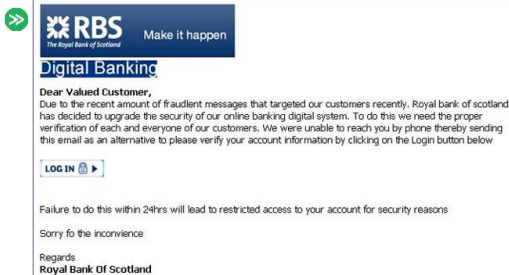 RBS
The Royal Bank of Scotland
Make it happen
Digital Banking
Dear Valued Customer,
Due to the recent amount of fraudlent messages that targeted our customers recently. Royal bank of scotland
has decided to upgrade the security of our online banking digital system. To do this we need the proper
verification of each and everyone of our customers. We were unable to reach you by phone thereby sending
this email as an alternative to please verify your account information by clicking on the Login button below
LOG IN
Failure to do this within 24hrs will lead to restricted access to your account for security reasons
Sorry fo the inconvience
Regards
Royal Bank Of Scotland